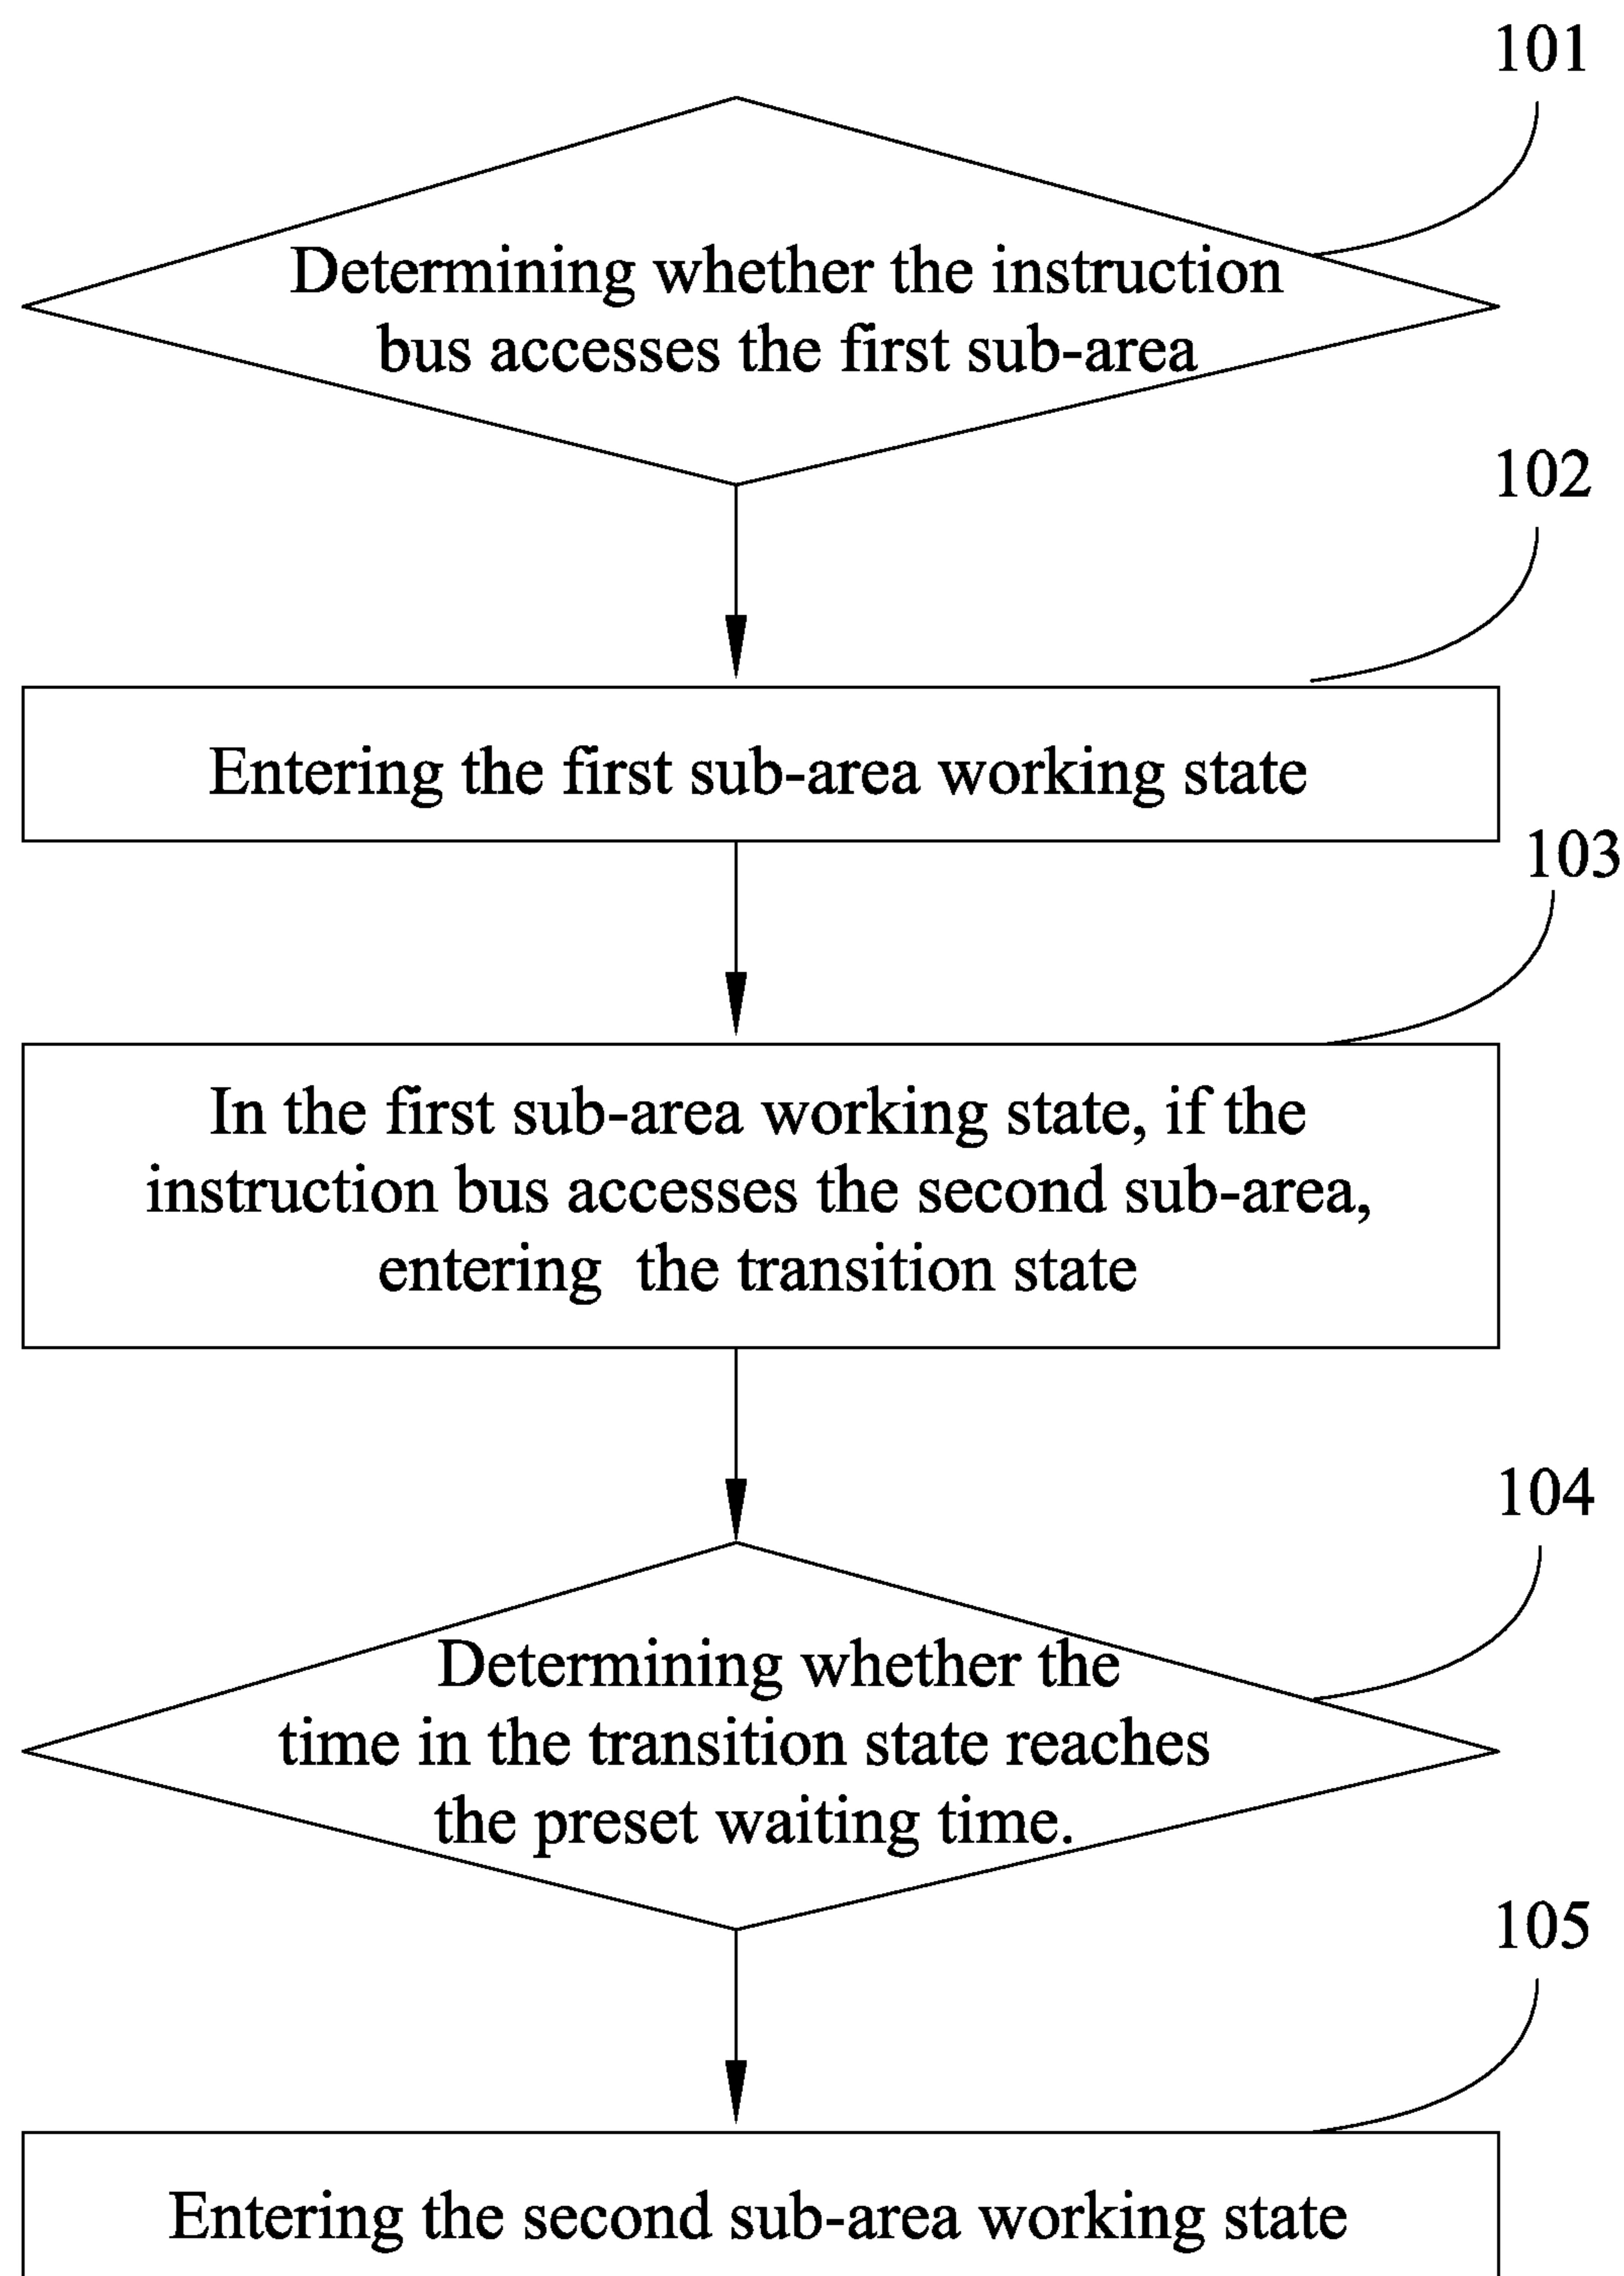 101
Determining whether the instruction
bus accesses the first sub-area
102
Entering the first sub-area working state
103
In the first sub-area working state, if the
instruction bus accesses the second sub-area,
entering the transition state
104
Determining whether the
time in the transition state reaches
the preset waiting time.
105
Entering the second sub-area working state